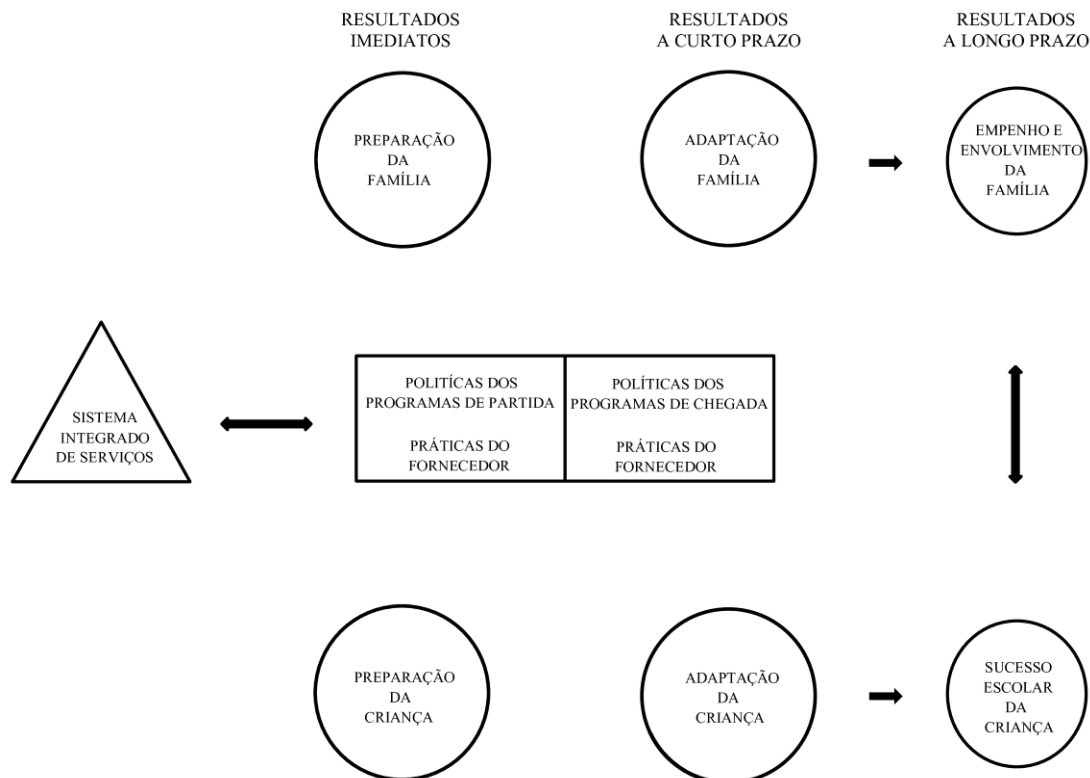 RESULTADOS
IMEDIATOS
RESULTADOS
A CURTO PRAZO
RESULTADOS
A LONGO PRAZO
PREPARAÇÃO
DA
FAMÍLIA
ADAPTAÇÃO
DA
FAMÍLIA
EMPENHO E
ENVOLVIMENTO
DA
FAMÍLIA
SISTEMA
INTEGRADO
DE SERVIÇOS
POLITÍCAS DOS
PROGRAMAS DE PARTIDA
PRÁTICAS DO
FORNECEDOR
POLÍTICAS DOS
PROGRAMAS DE CHEGADA
PRÁTICAS DO
FORNECEDOR
PREPARAÇÃO
DA
CRIANÇA
ADAPTAÇÃO
DA
CRIANÇA
SUCESSO
ESCOLAR
DA
CRIANÇA